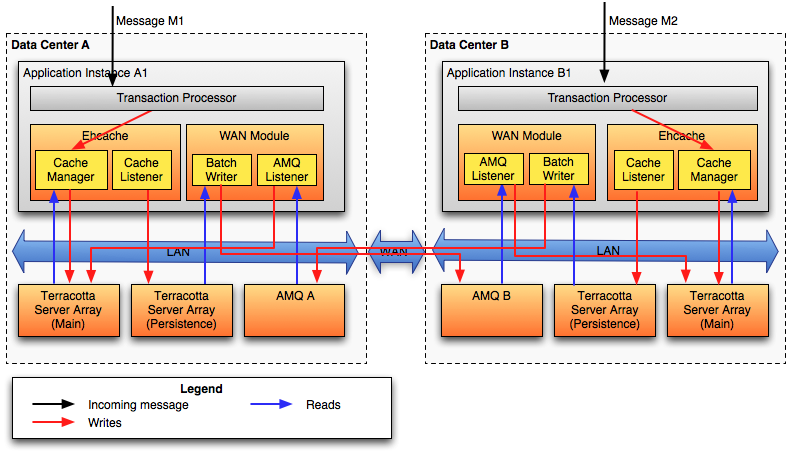 Message M1
Message M2
Data Center A
Data Center B
Application Instance A1
Application Instance B1
Transaction Processor
Transaction Processor
Ehcache
WAN Module
WAN Module
Ehcache
Cache
Manager
Cache
Listener
Batch
Writer
AMQ
Listener
AMQ
Listener
Batch
Writer
Cache
Listener
Cache
Manager
LAN
WAN
LAN
Terracotta
Server Array
(Main)
Terracotta
Server Array
(Persistence)
AMQ A
AMQ B
Terracotta
Server Array
(Persistence)
Terracotta
Server Array
(Main)
Legend
Incoming message
Reads
Writes